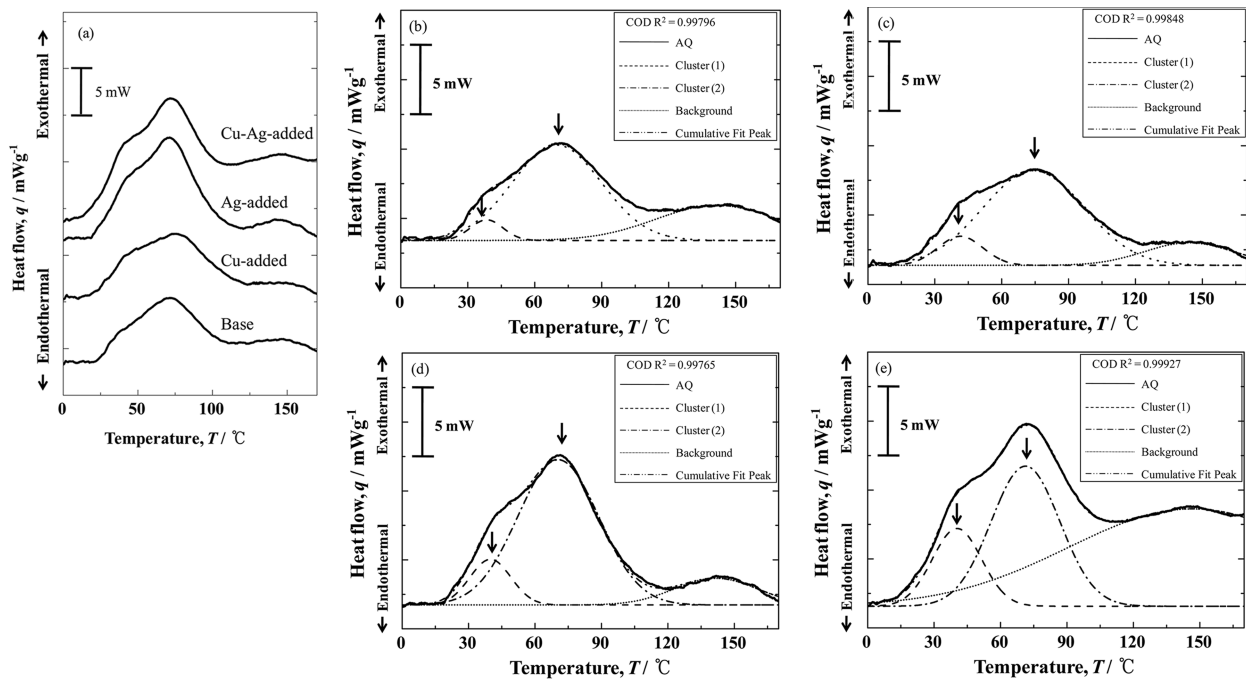 (a)
5 mW
Cu-Ag-added
Ag-added
Cu-added
Base
Heat flow, q / mWg-1
← Endothermal
Exothermal →
0 50 100 150
Temperature, T / ℃
(b)
COD R2 = 0.99796
AQ
Cluster (1)
Cluster (2)
Background
Cumulative Fit Peak
5 mW
Heat flow, q / mWg-1
← Endothermal
Exothermal →
0 30 60 90 120 150
Temperature, T / ℃
(c)
COD R2 = 0.99848
AQ
Cluster (1)
Cluster (2)
Background
Cumulative Fit Peak
5 mW
Heat flow, q / mWg-1
← Endothermal
Exothermal →
0 30 60 90 120 150
Temperature, T / ℃
(d)
COD R2 = 0.99765
AQ
Cluster (1)
Cluster (2)
Background
Cumulative Fit Peak
5 mW
Heat flow, q / mWg-1
← Endothermal
Exothermal →
0 30 60 90 120 150
Temperature, T / ℃
(e)
COD R2 = 0.99927
AQ
Cluster (1)
Cluster (2)
Background
Cumulative Fit Peak
5 mW
Heat flow, q / mWg-1
← Endothermal
Exothermal →
0 30 60 90 120 150
Temperature, T / ℃